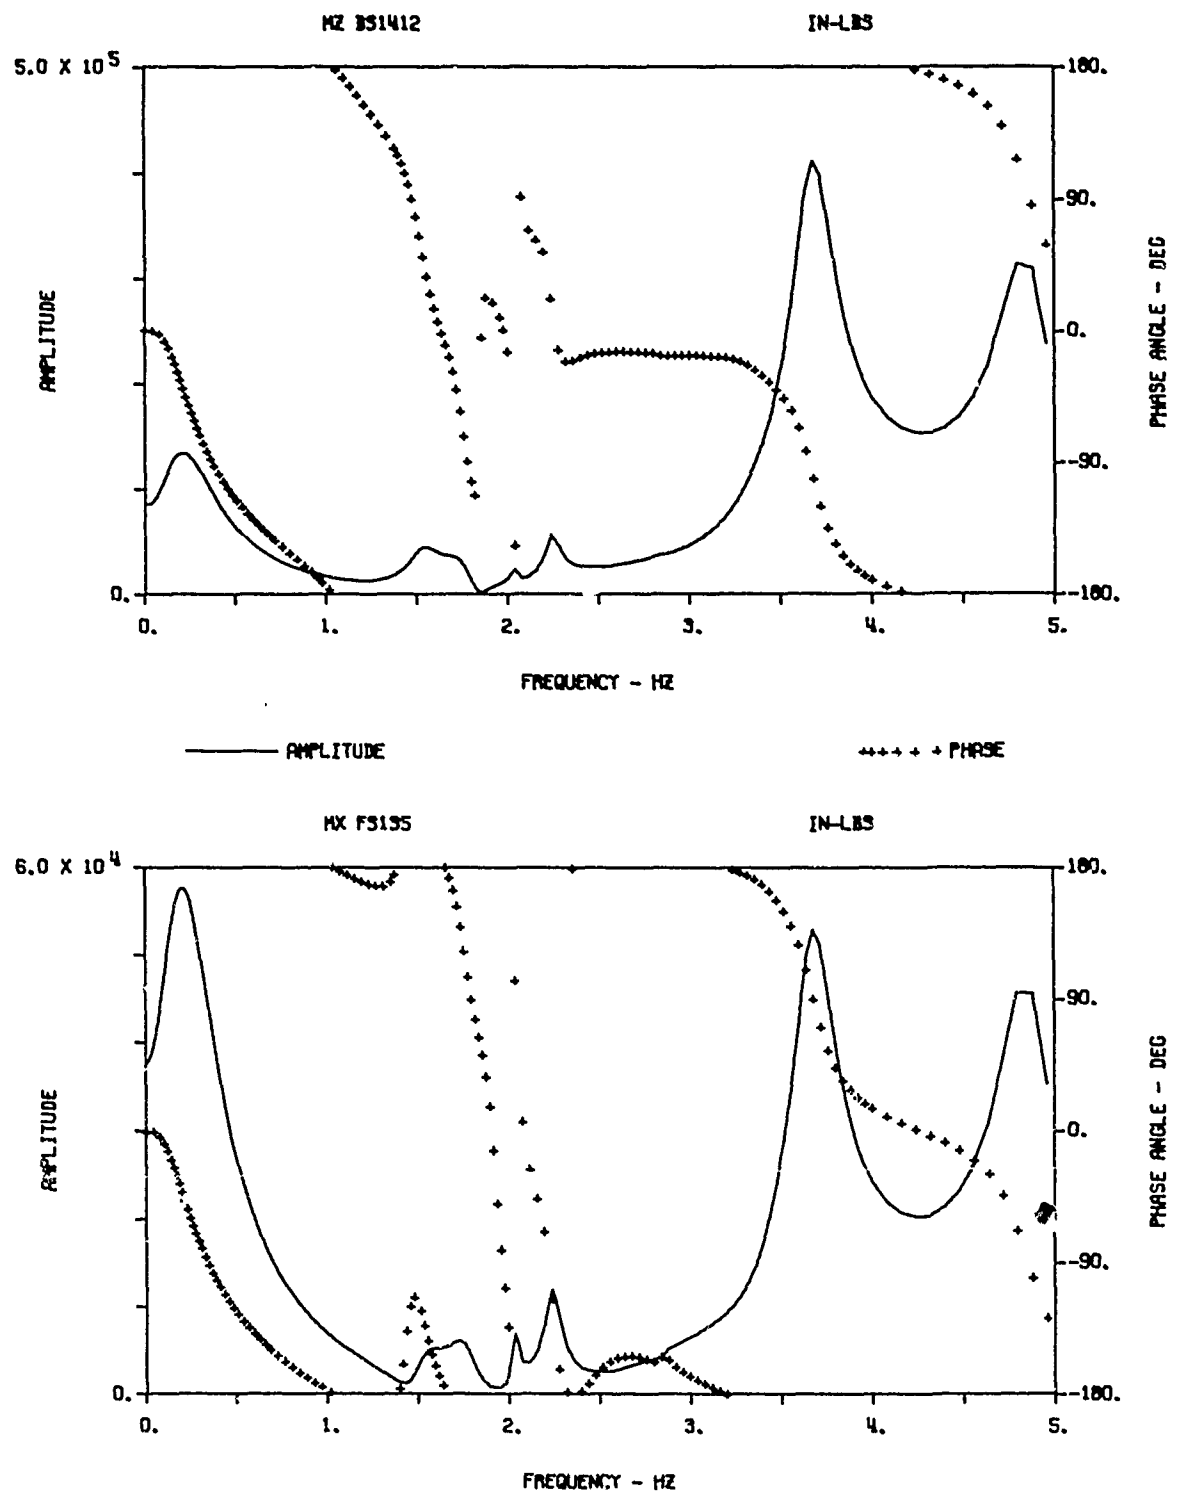 MZ BS1412 IN-LBS
5.0 X 10^5
180.
90.
0.
-90.
-180.
AMPLITUDE
PHASE ANGLE - DEG
0.
0. 1. 2. 3. 4. 5.
FREQUENCY - HZ
AMPLITUDE PHASE
MX FS195 IN-LBS
6.0 X 10^4
180.
90.
0.
-90.
-180.
AMPLITUDE
PHASE ANGLE - DEG
0.
0. 1. 2. 3. 4. 5.
FREQUENCY - HZ